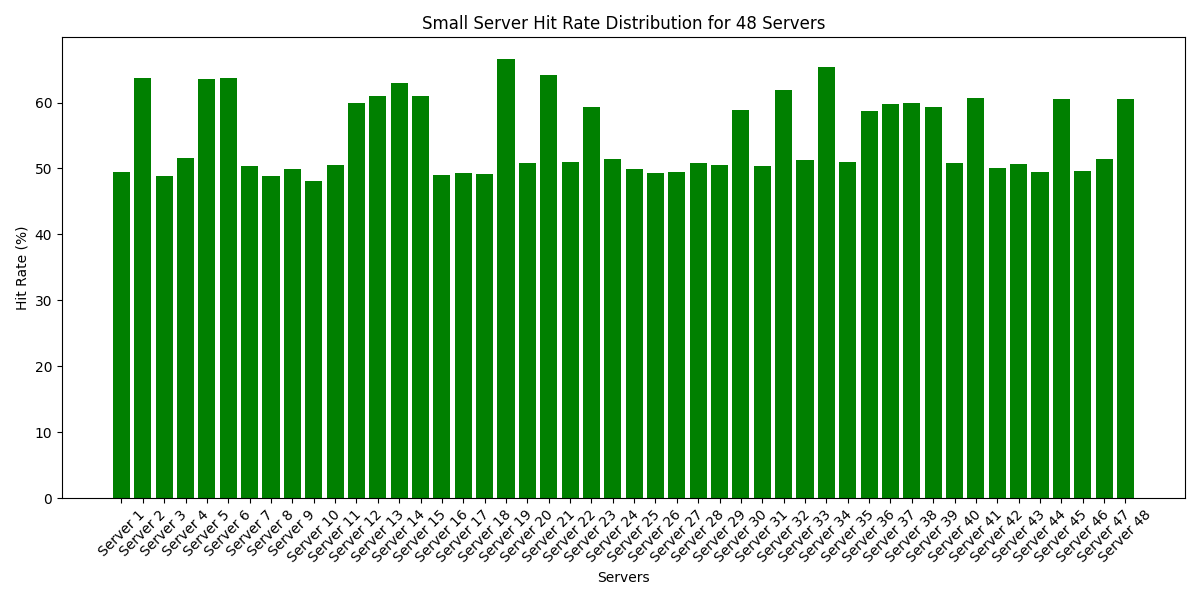 Small Server Hit Rate Distribution for 48 Servers
Hit Rate (%)
60
50
40
30
20
10
0
Server 1
Server 2
Server 3
Server 4
Server 5
Server 6
Server 7
Server 8
Server 9
Server 10
Server 11
Server 12
Server 13
Server 14
Server 15
Server 16
Server 17
Server 18
Server 19
Server 20
Server 21
Server 22
Server 23
Server 24
Server 25
Server 26
Server 27
Server 28
Server 29
Server 30
Server 31
Server 32
Server 33
Server 34
Server 35
Server 36
Server 37
Server 38
Server 39
Server 40
Server 41
Server 42
Server 43
Server 44
Server 45
Server 46
Server 47
Server 48
Servers